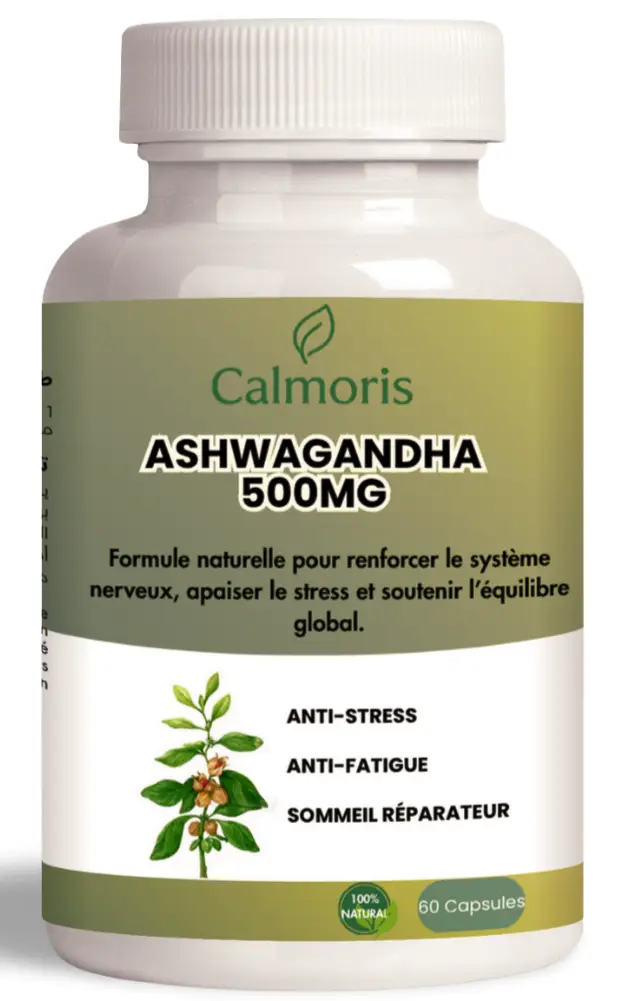 Calmoris
ASHWAGANDHA
500MG
Formule naturelle pour renforcer le système
nerveux, apaiser le stress et soutenir l'équilibre
global.
ANTI-STRESS
ANTI-FATIGUE
SOMMEIL RÉPARATEUR
100%
NATURAL
60 Capsules